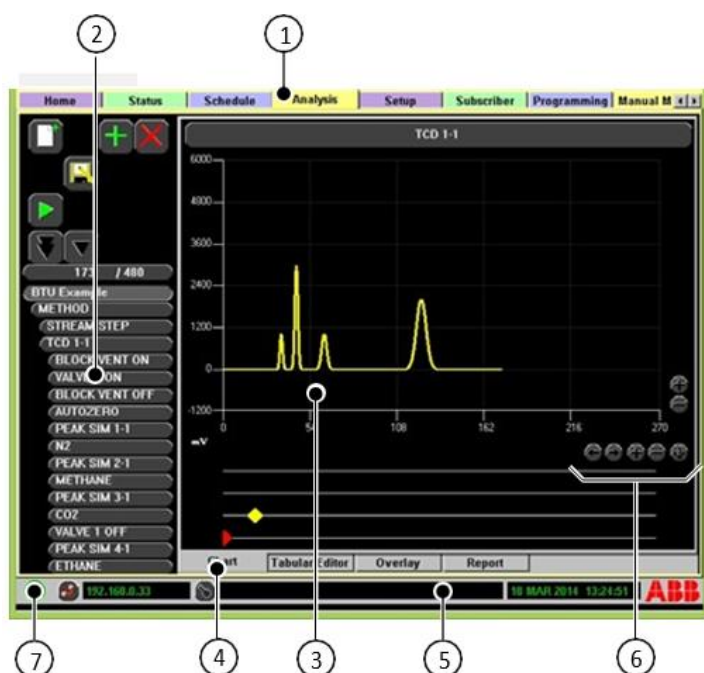 2
1
Home Status Schedule Analysis Setup Subscriber Programming Manual M
TCD 1-1
6000
4800
3600
2400
1200
0
-1200
mV
0 54 108 162 216 270
173 / 480
BTU Example
METHOD
STREAM STEP
TCD 1-1
BLOCK VENT ON
VALVE ON
BLOCK VENT OFF
AUTOZERO
PEAK SIM 1-1
N2
PEAK SIM 2-1
METHANE
PEAK SIM 3-1
CO2
VALVE 1 OFF
PEAK SIM 4-1
ETHANE
Tabular Editor Overlay Report
192.168.0.33
18 MAR 2014 13:24:51
ABB
7
4
3
5
6